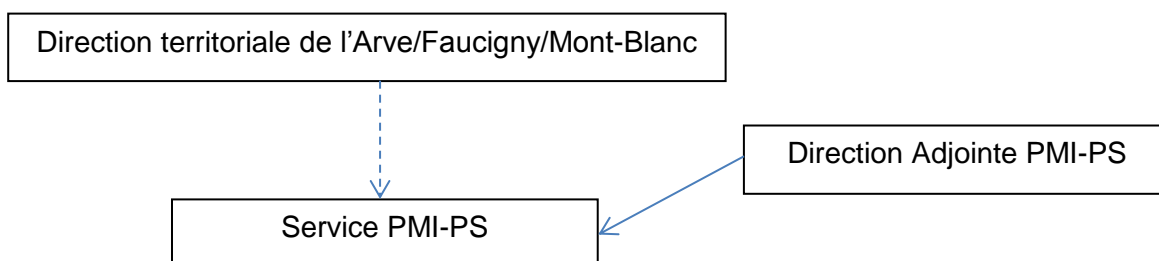 Direction territoriale de l’Arve/Faucigny/Mont-Blanc
Direction Adjointe PMI-PS
Service PMI-PS